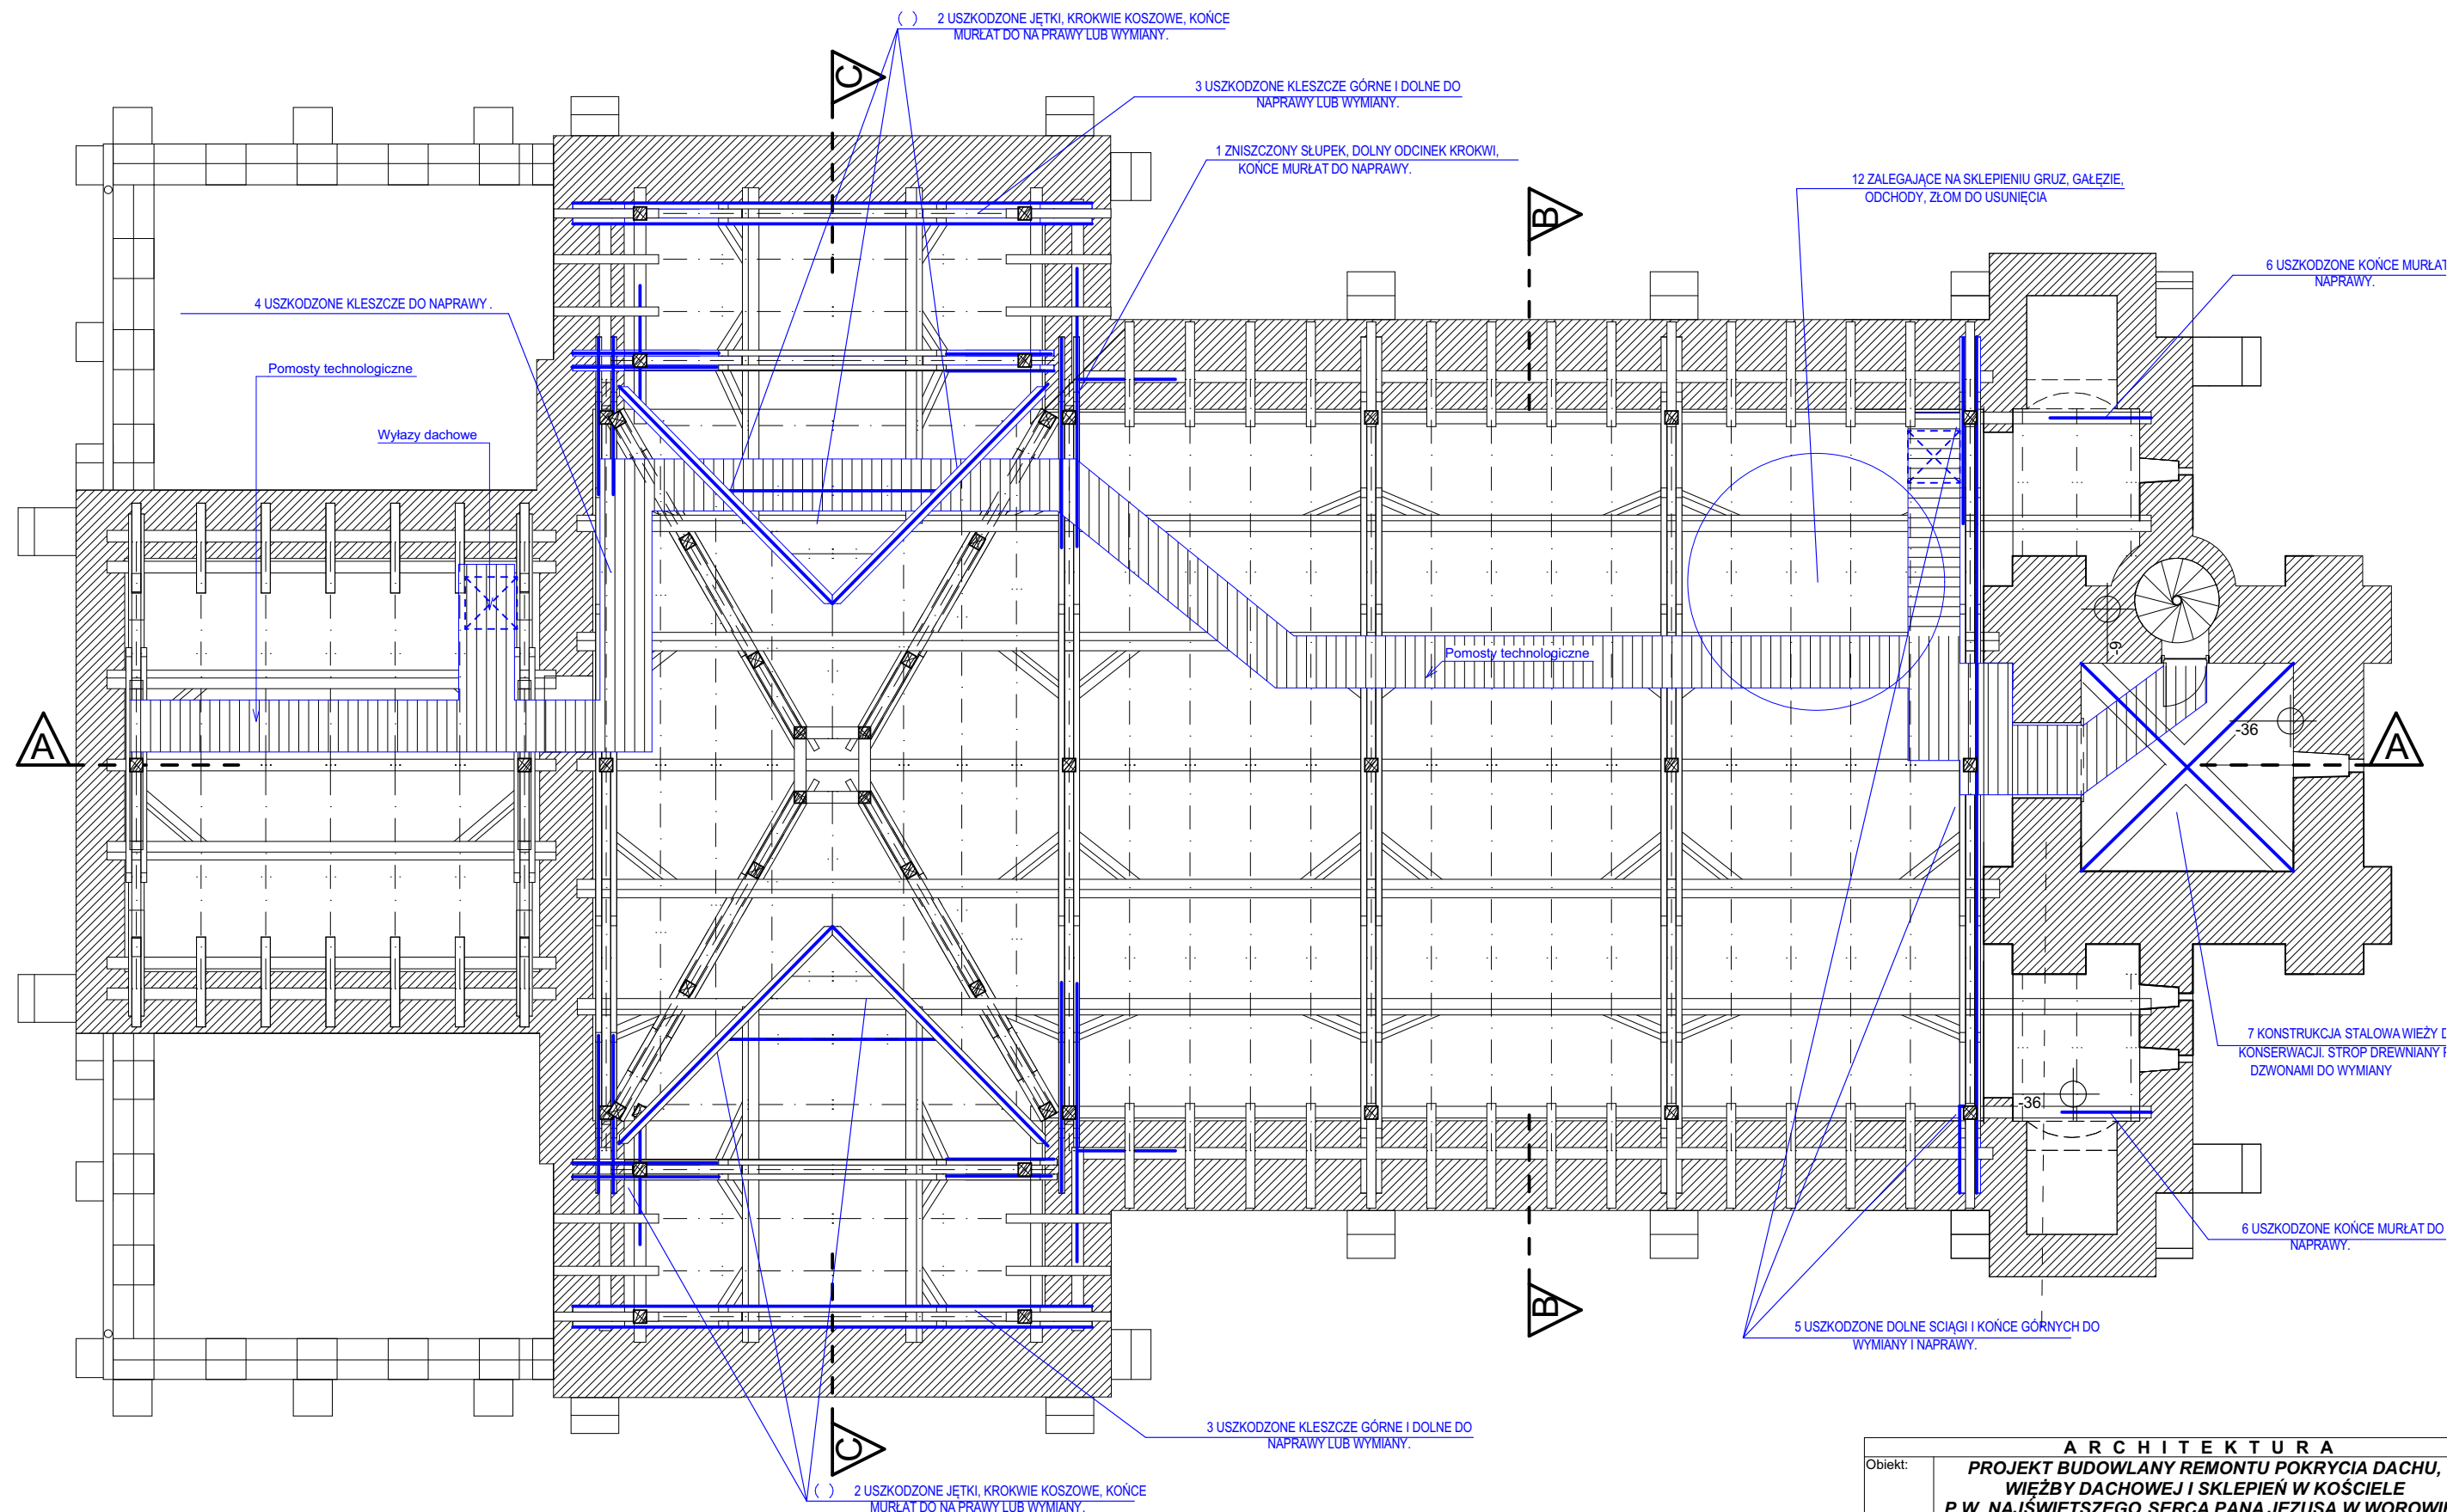 ( ) 2 USZKODZONE JĘTKI, KROKWIE KOSZOWE, KOŃCE
MURŁAT DO NA PRAWY LUB WYMIANY.
C
3 USZKODZONE KLESZCZE GÓRNE I DOLNE DO
NAPRAWY LUB WYMIANY.
1 ZNISZCZONY SŁUPEK, DOLNY ODCINEK KROKWI,
KOŃCE MURŁAT DO NAPRAWY.
12 ZALEGAJĄCE NA SKLEPIENIU GRUZ, GAŁĘZIE,
ODCHODY, ZŁOM DO USUNIĘCIA
B
6 USZKODZONE KOŃCE MURŁAT
NAPRAWY.
4 USZKODZONE KLESZCZE DO NAPRAWY .
Pomosty technologiczne
Wyłazy dachowe
Pomosty technologiczne
-9-
-36
A
A
7 KONSTRUKCJA STALOWA WIEŻY D
KONSERWACJI. STROP DREWNIANY
DZWONAMI DO WYMIANY
-36
6 USZKODZONE KOŃCE MURŁAT DO
NAPRAWY.
B
5 USZKODZONE DOLNE SCIĄGI I KOŃCE GÓRNYCH DO
WYMIANY I NAPRAWY.
3 USZKODZONE KLESZCZE GÓRNE I DOLNE DO
NAPRAWY LUB WYMIANY.
C
( ) 2 USZKODZONE JĘTKI, KROKWIE KOSZOWE, KOŃCE
MURŁAT DO NA PRAWY LUB WYMIANY.
A R C H I T E K T U R A
Obiekt:
PROJEKT BUDOWLANY REMONTU POKRYCIA DACHU,
WIĘŹBY DACHOWEJ I SKLEPIEŃ W KOŚCIELE
P.W. NAJŚWIĘTSZEGO SERCA PANA JEZUSA W